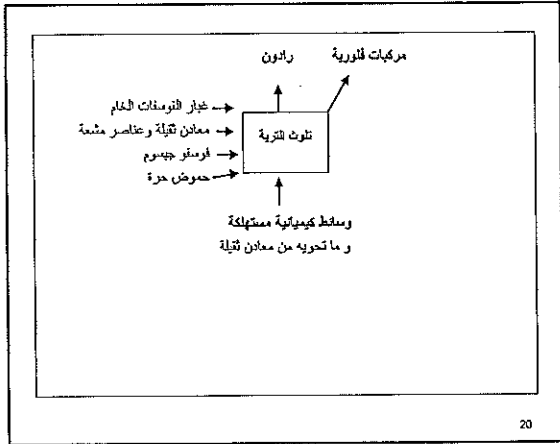 مركبات فلورية
رادون
غبار الفوسفات الخام
معادن ثقيلة وعناصر مشعة
فوسفو جيسوم
حموض حرة
تلوث التربة
وسائط كيميائية مستهلكة
و ما تحويه من معادن ثقيلة
20